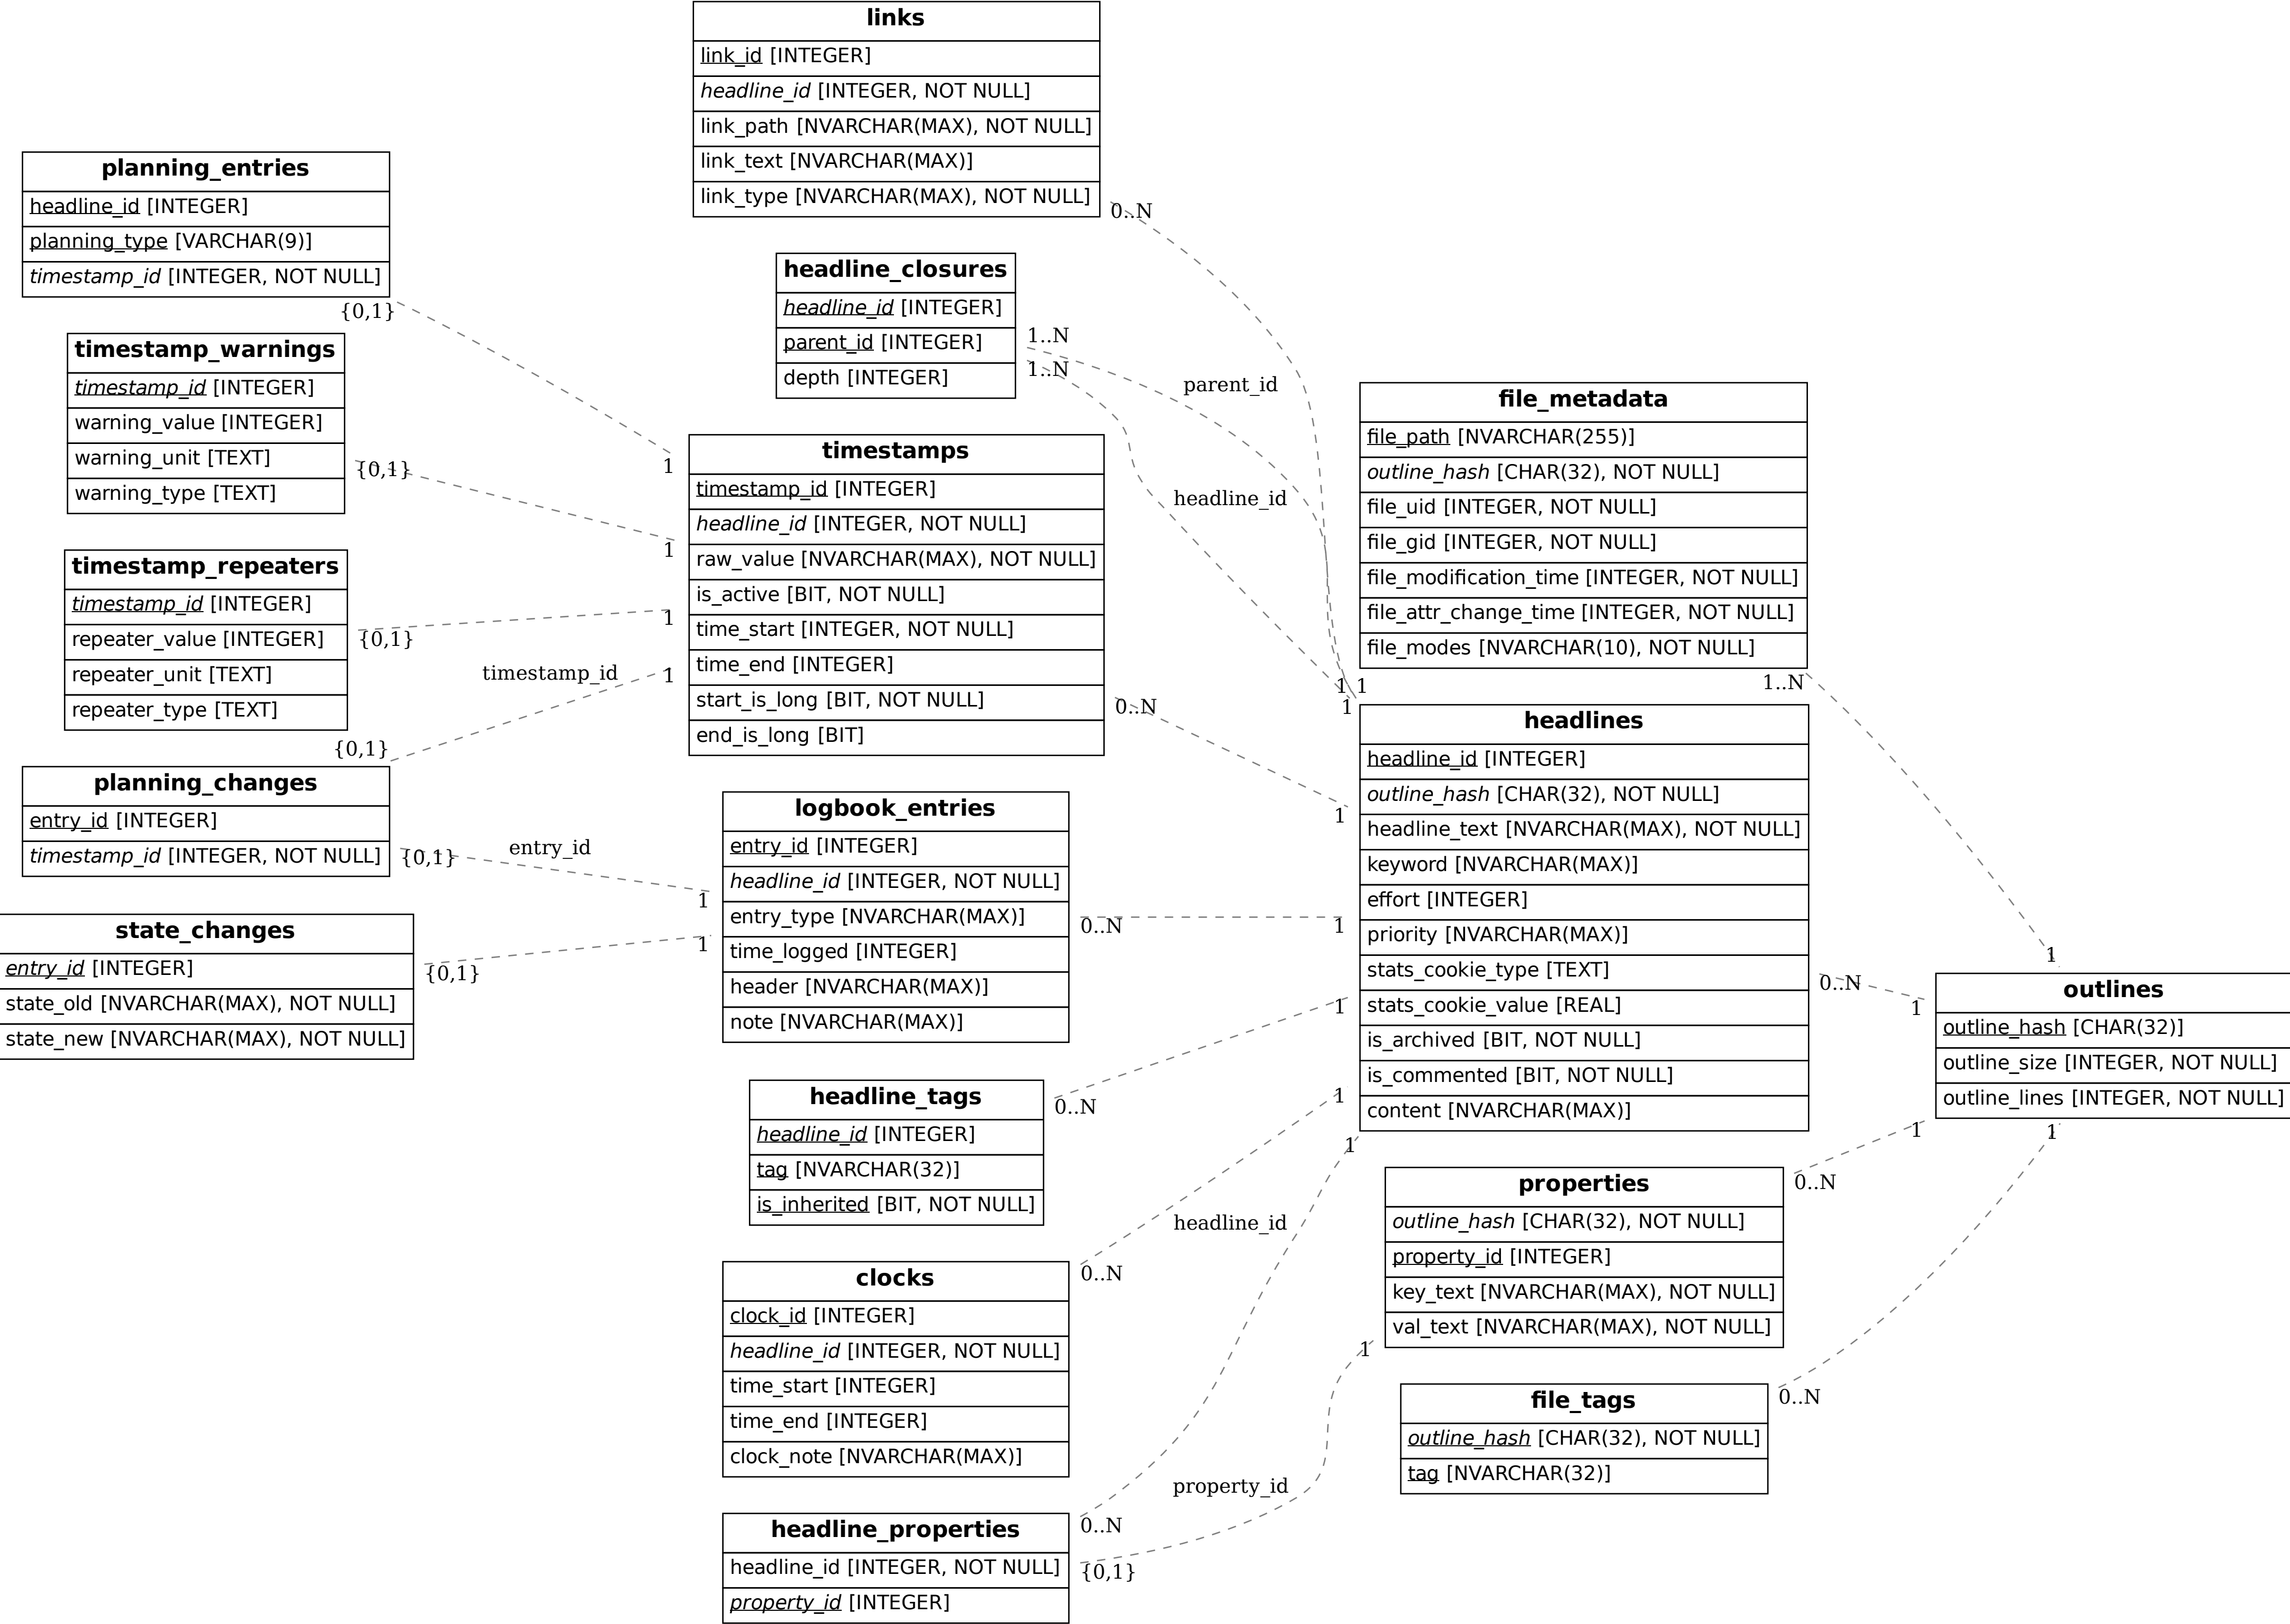 links
link_id [INTEGER]
headline_id [INTEGER, NOT NULL]
link_path [NVARCHAR(MAX), NOT NULL]
link_text [NVARCHAR(MAX)]
link_type [NVARCHAR(MAX), NOT NULL]
0..N
planning_entries
headline_id [INTEGER]
planning_type [VARCHAR(9)]
timestamp_id [INTEGER, NOT NULL]
{0,1}
1
timestamp_warnings
timestamp_id [INTEGER]
warning_value [INTEGER]
warning_unit [TEXT]
warning_type [TEXT]
{0,1}
1
timestamp_repeaters
timestamp_id [INTEGER]
repeater_value [INTEGER]
repeater_unit [TEXT]
repeater_type [TEXT]
{0,1}
1
timestamp_id
1
{0,1}
planning_changes
entry_id [INTEGER]
timestamp_id [INTEGER, NOT NULL]
{0,1}
entry_id
1
state_changes
entry_id [INTEGER]
state_old [NVARCHAR(MAX), NOT NULL]
state_new [NVARCHAR(MAX), NOT NULL]
{0,1}
1
headline_closures
headline_id [INTEGER]
parent_id [INTEGER]
depth [INTEGER]
1..N
1..N
parent_id
headline_id
timestamps
timestamp_id [INTEGER]
headline_id [INTEGER, NOT NULL]
raw_value [NVARCHAR(MAX), NOT NULL]
is_active [BIT, NOT NULL]
time_start [INTEGER, NOT NULL]
time_end [INTEGER]
start_is_long [BIT, NOT NULL]
end_is_long [BIT]
0..N
1
logbook_entries
entry_id [INTEGER]
headline_id [INTEGER, NOT NULL]
entry_type [NVARCHAR(MAX)]
time_logged [INTEGER]
header [NVARCHAR(MAX)]
note [NVARCHAR(MAX)]
0..N
1
headline_tags
headline_id [INTEGER]
tag [NVARCHAR(32)]
is_inherited [BIT, NOT NULL]
0..N
1
clocks
clock_id [INTEGER]
headline_id [INTEGER, NOT NULL]
time_start [INTEGER]
time_end [INTEGER]
clock_note [NVARCHAR(MAX)]
0..N
1
headline_properties
headline_id [INTEGER, NOT NULL]
property_id [INTEGER]
0..N
headline_id
1
{0,1}
property_id
1
file_metadata
file_path [NVARCHAR(255)]
outline_hash [CHAR(32), NOT NULL]
file_uid [INTEGER, NOT NULL]
file_gid [INTEGER, NOT NULL]
file_modification_time [INTEGER, NOT NULL]
file_attr_change_time [INTEGER, NOT NULL]
file_modes [NVARCHAR(10), NOT NULL]
1..N
1
1 1
1
headlines
headline_id [INTEGER]
outline_hash [CHAR(32), NOT NULL]
headline_text [NVARCHAR(MAX), NOT NULL]
keyword [NVARCHAR(MAX)]
effort [INTEGER]
priority [NVARCHAR(MAX)]
stats_cookie_type [TEXT]
stats_cookie_value [REAL]
is_archived [BIT, NOT NULL]
is_commented [BIT, NOT NULL]
content [NVARCHAR(MAX)]
0..N
1
properties
outline_hash [CHAR(32), NOT NULL]
property_id [INTEGER]
key_text [NVARCHAR(MAX), NOT NULL]
val_text [NVARCHAR(MAX), NOT NULL]
0..N
1
file_tags
outline_hash [CHAR(32), NOT NULL]
tag [NVARCHAR(32)]
0..N
1
outlines
outline_hash [CHAR(32)]
outline_size [INTEGER, NOT NULL]
outline_lines [INTEGER, NOT NULL]